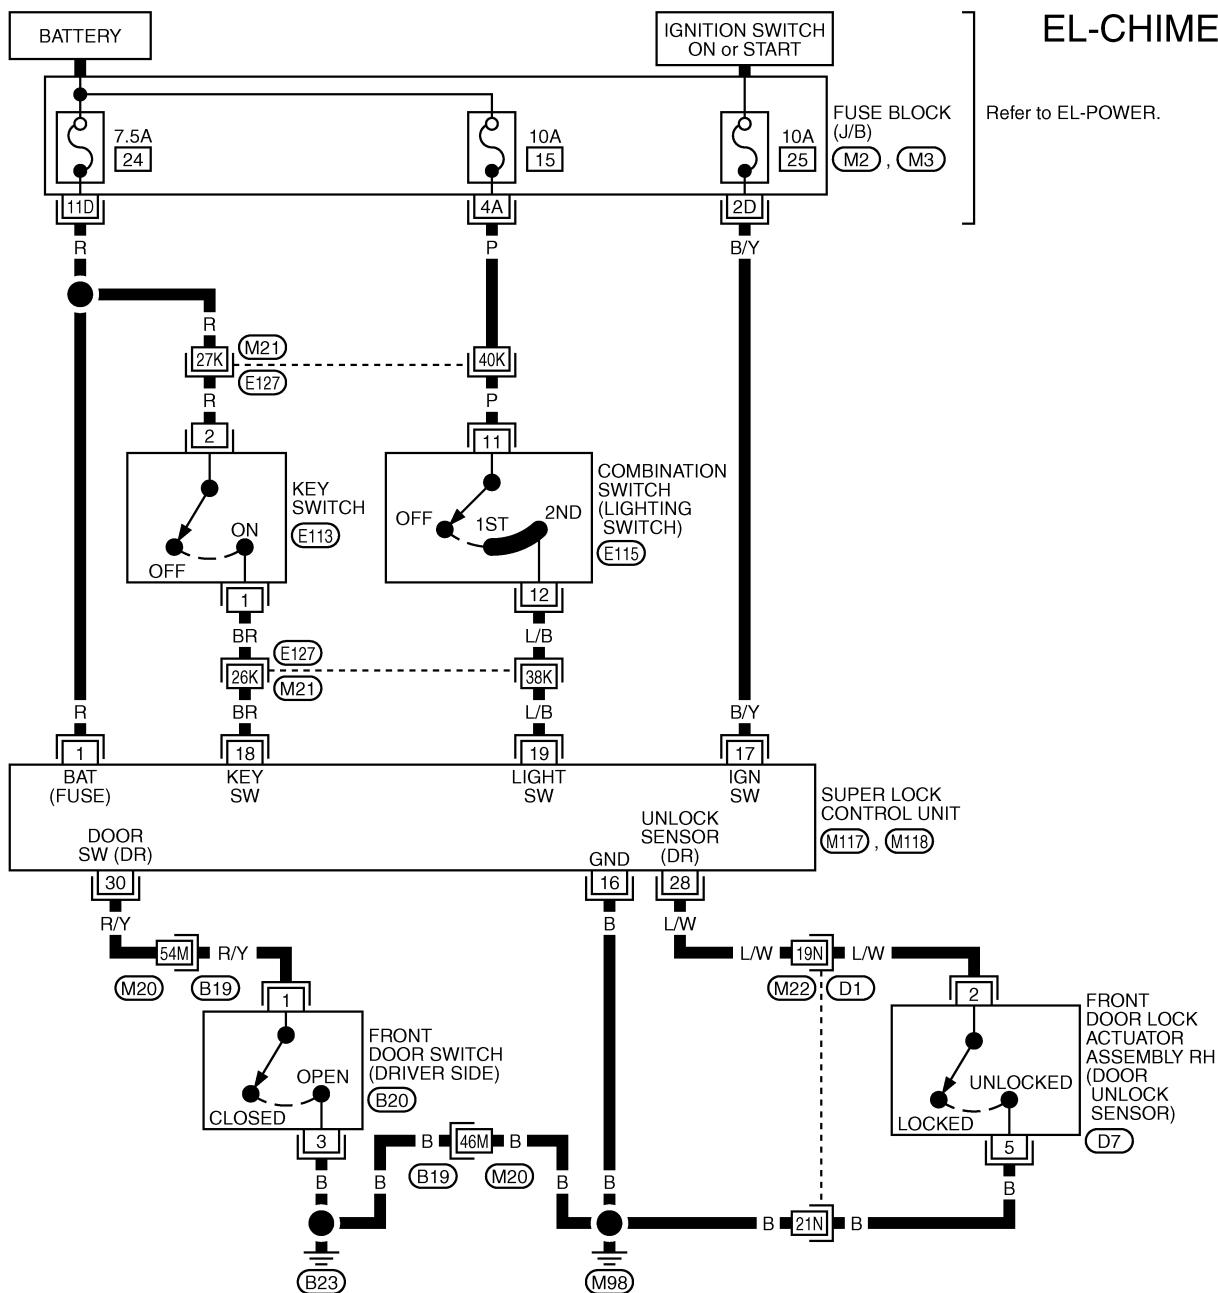 EL-CHIME
BATTERY
IGNITION SWITCH
ON or START
7.5A
24
10A
15
10A
25
FUSE BLOCK
(J/B)
M2 , M3
Refer to EL-POWER.
11D
4A
2D
R
P
B/Y
R
27K
M21
E127
40K
R
P
2
11
KEY
SWITCH
E113
ON
OFF
COMBINATION
SWITCH
(LIGHTING
SWITCH)
E115
OFF
1ST
2ND
1
12
BR
L/B
26K
E127
M21
38K
R
BR
L/B
B/Y
1
18
19
17
BAT
(FUSE)
KEY
SW
LIGHT
SW
IGN
SW
SUPER LOCK
CONTROL UNIT
M117 , M118
DOOR
SW (DR)
GND
UNLOCK
SENSOR
(DR)
30
16
28
R/Y
B
L/W
54M
R/Y
L/W
19N
L/W
M20
B19
M22
D1
1
2
FRONT
DOOR SWITCH
(DRIVER SIDE)
B20
OPEN
CLOSED
FRONT
DOOR LOCK
ACTUATOR
ASSEMBLY RH
(DOOR
UNLOCK
SENSOR)
D7
UNLOCKED
LOCKED
3
B
46M
B
5
B19
M20
B
B
B
B
B
B
21N
B
B23
M98